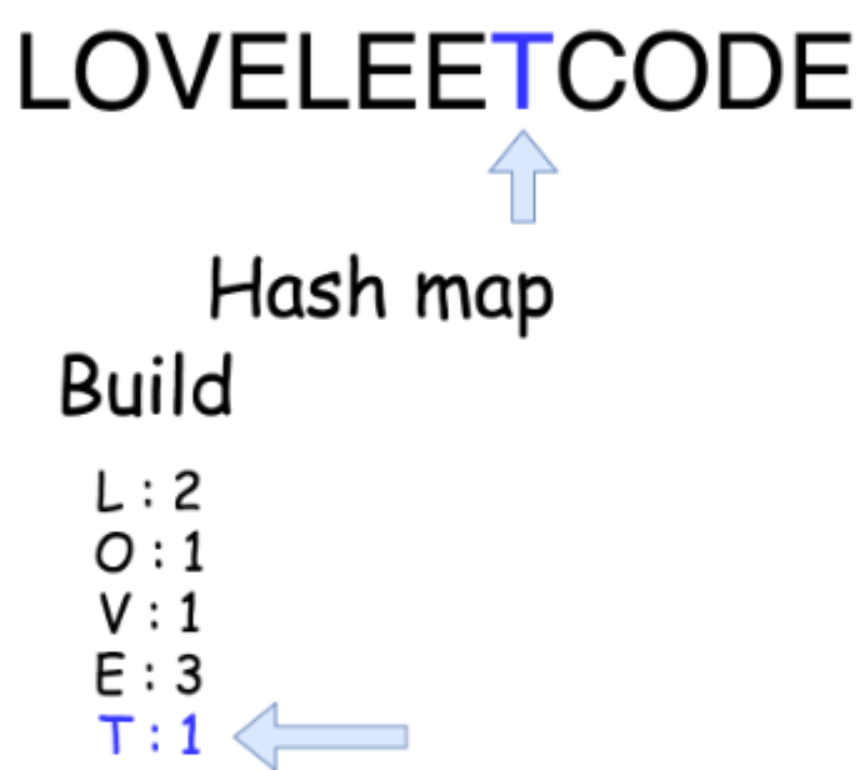 LOVELEETCODE
Hash map
Build
L : 2
O : 1
V : 1
E : 3
T : 1